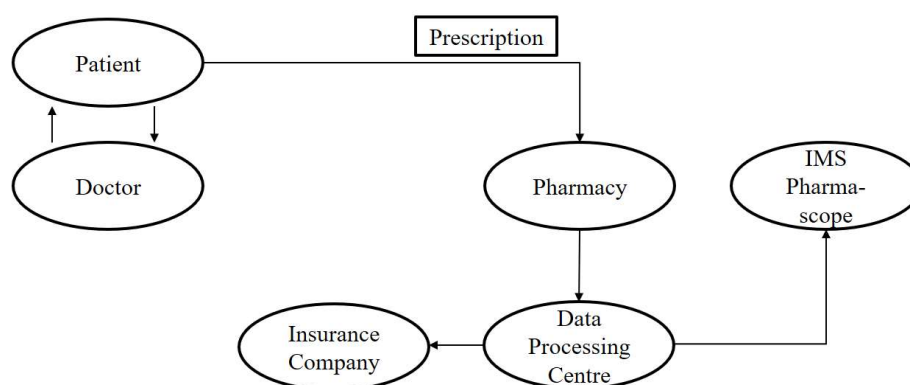 Prescription
Patient
Doctor
Pharmacy
IMS
Pharma-
scope
Insurance
Company
Data
Processing
Centre